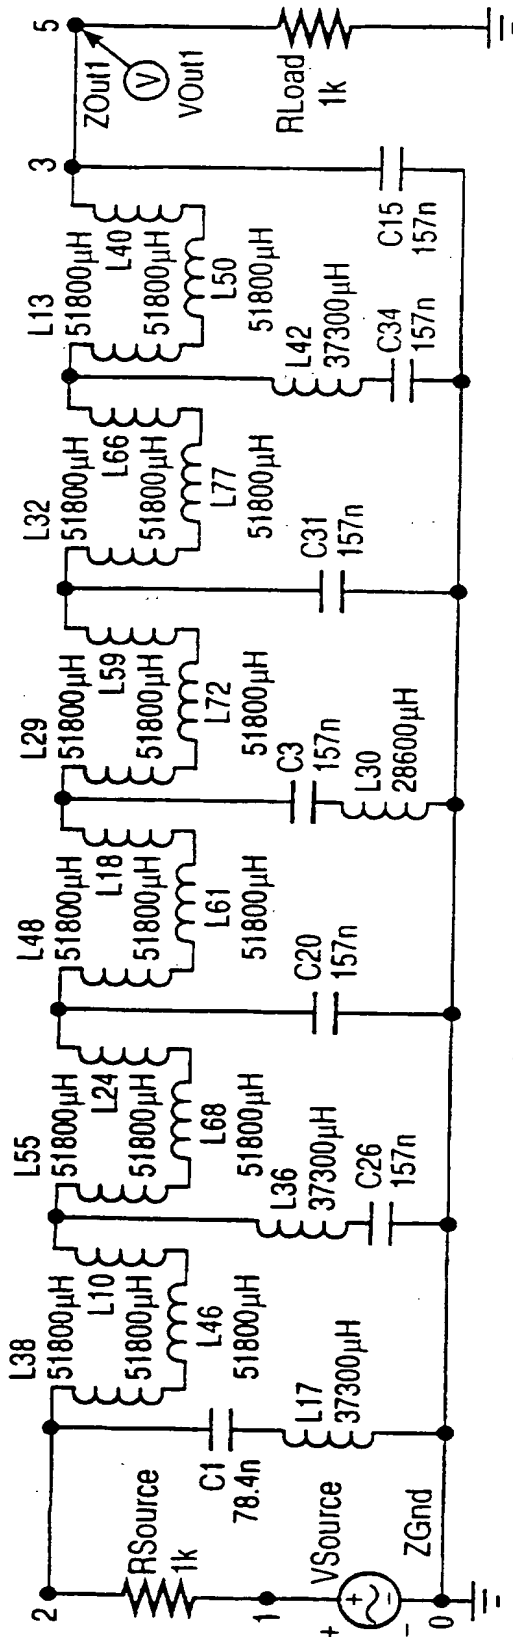 2
RSource
1k
1
+
VSource
+
-
-
0
ZGnd
C1
78.4n
L17
37300µH
L38
51800µH
L10
51800µH
L46
51800µH
L36
37300µH
C26
157n
L55
51800µH
L24
51800µH
L68
51800µH
C20
157n
L48
51800µH
L18
51800µH
L61
51800µH
C3
157n
L30
28600µH
L29
51800µH
L59
51800µH
L72
51800µH
C31
157n
L32
51800µH
L66
51800µH
L77
51800µH
L42
37300µH
C34
157n
L13
51800µH
L40
51800µH
L50
51800µH
C15
157n
3
5
ZOut1
V
VOut1
RLoad
1k